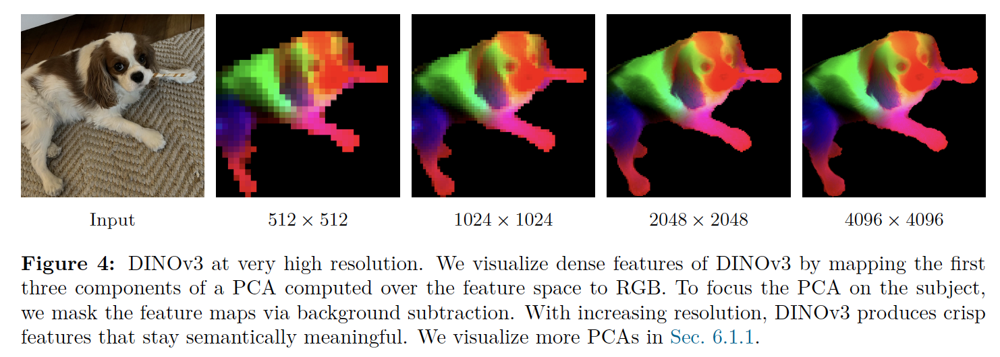 Input
512 × 512
1024 × 1024
2048 × 2048
4096 × 4096
Figure 4: DINOv3 at very high resolution. We visualize dense features of DINOv3 by mapping the first
three components of a PCA computed over the feature space to RGB. To focus the PCA on the subject,
we mask the feature maps via background subtraction. With increasing resolution, DINOv3 produces crisp
features that stay semantically meaningful. We visualize more PCAs in Sec. 6.1.1.